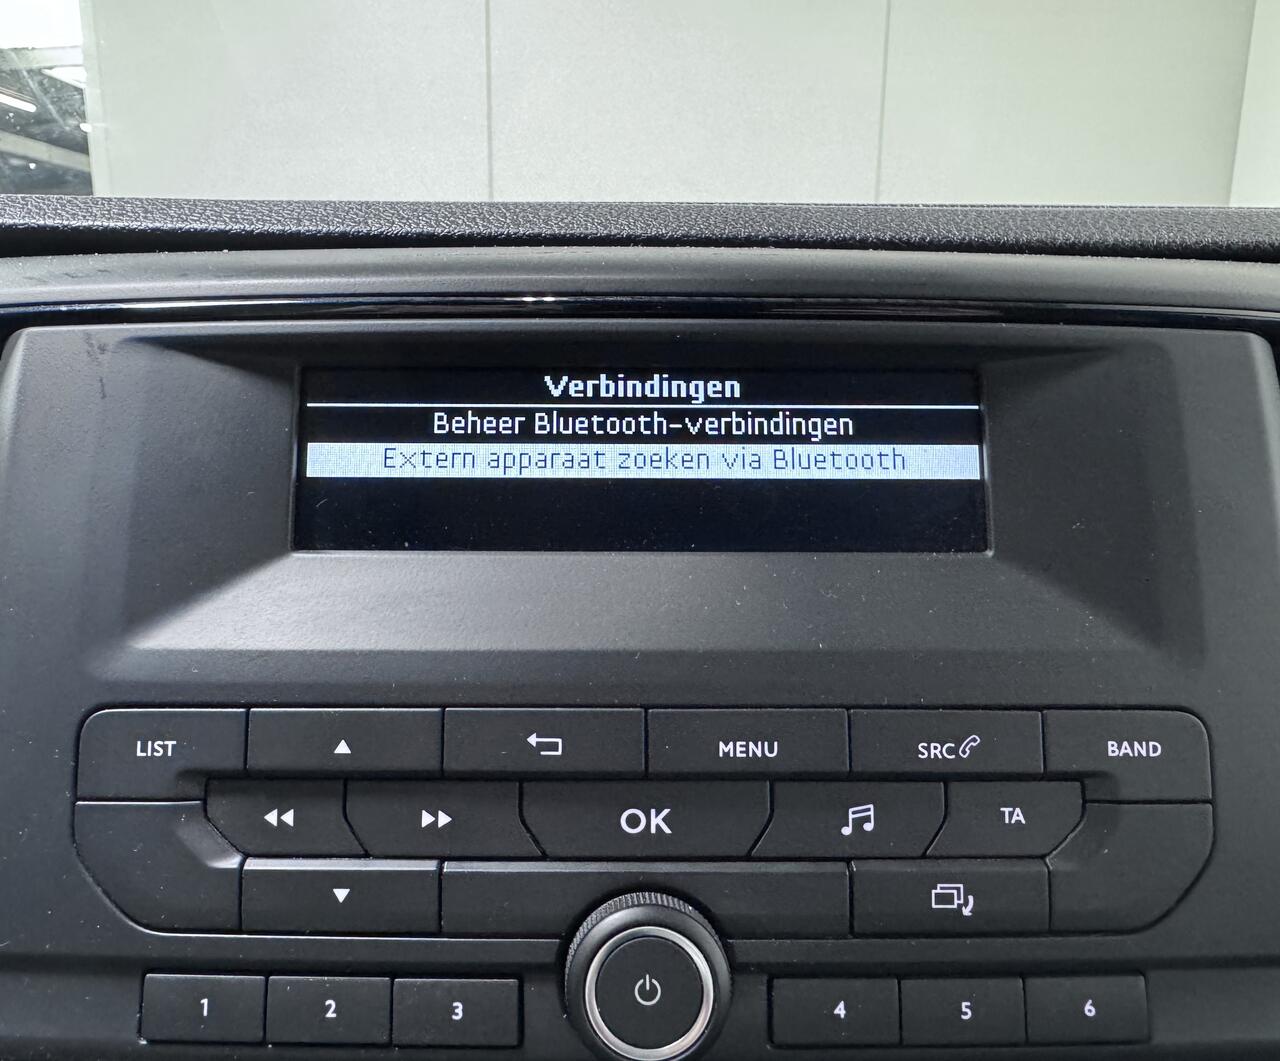 Verbindingen
Beheer Bluetooth-verbindingen
Extern apparaat zoeken via Bluetooth
LIST
MENU
SRC
BAND
OK
TA
1
2
3
4
5
6